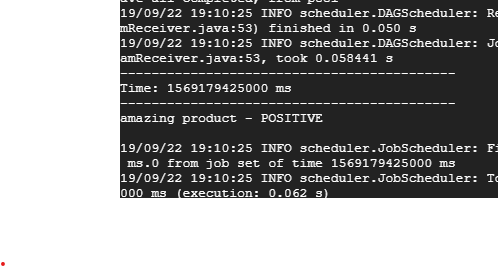 ave all completed, from pool
19/09/22 19:10:25 INFO scheduler.DAGScheduler: Re
mReceiver.java:53) finished in 0.050 s
19/09/22 19:10:25 INFO scheduler.DAGScheduler: Jo
amReceiver.java:53, took 0.058441 s
-------------------------------------------
Time: 1569179425000 ms
-------------------------------------------
amazing product - POSITIVE
19/09/22 19:10:25 INFO scheduler.JobScheduler: Fi
ms.0 from job set of time 1569179425000 ms
19/09/22 19:10:25 INFO scheduler.JobScheduler: To
000 ms (execution: 0.062 s)